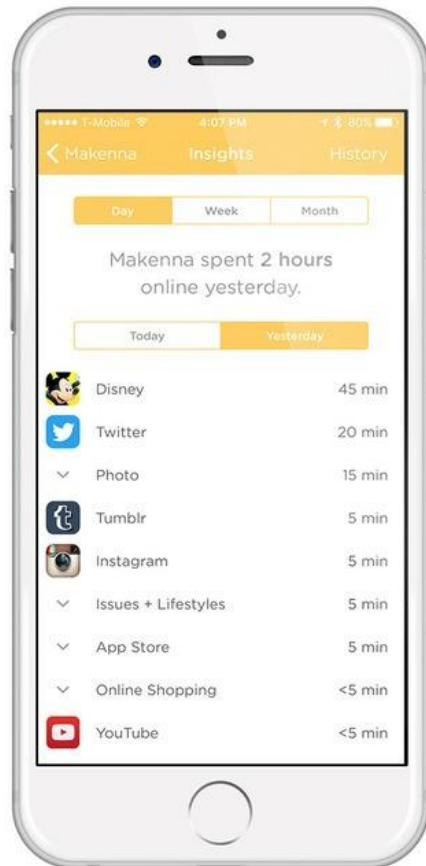 T-Mobile 4:07 PM 80%
Makenna Insights History
Day Week Month
Makenna spent 2 hours
online yesterday.
Today Yesterday
Disney 45 min
Twitter 20 min
Photo 15 min
Tumblr 5 min
Instagram 5 min
Issues + Lifestyles 5 min
App Store 5 min
Online Shopping <5 min
YouTube <5 min